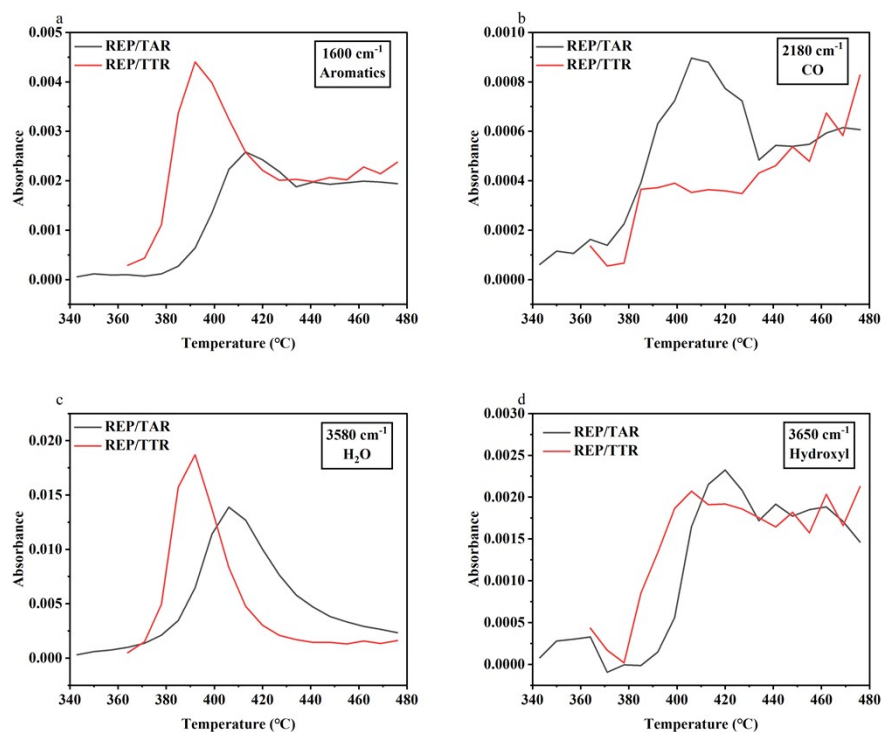 a
0.005
0.004
0.003
0.002
0.001
0.000
Absorbance
REP/TAR
REP/TTR
1600 cm⁻¹
Aromatics
340 360 380 400 420 440 460 480
Temperature (℃)
b
0.0010
0.0008
0.0006
0.0004
0.0002
0.0000
Absorbance
REP/TAR
REP/TTR
2180 cm⁻¹
CO
340 360 380 400 420 440 460 480
Temperature (℃)
c
0.020
0.015
0.010
0.005
0.000
Absorbance
REP/TAR
REP/TTR
3580 cm⁻¹
H₂O
340 360 380 400 420 440 460 480
Temperature (℃)
d
0.0030
0.0025
0.0020
0.0015
0.0010
0.0005
0.0000
Absorbance
REP/TAR
REP/TTR
3650 cm⁻¹
Hydroxyl
340 360 380 400 420 440 460 480
Temperature (℃)